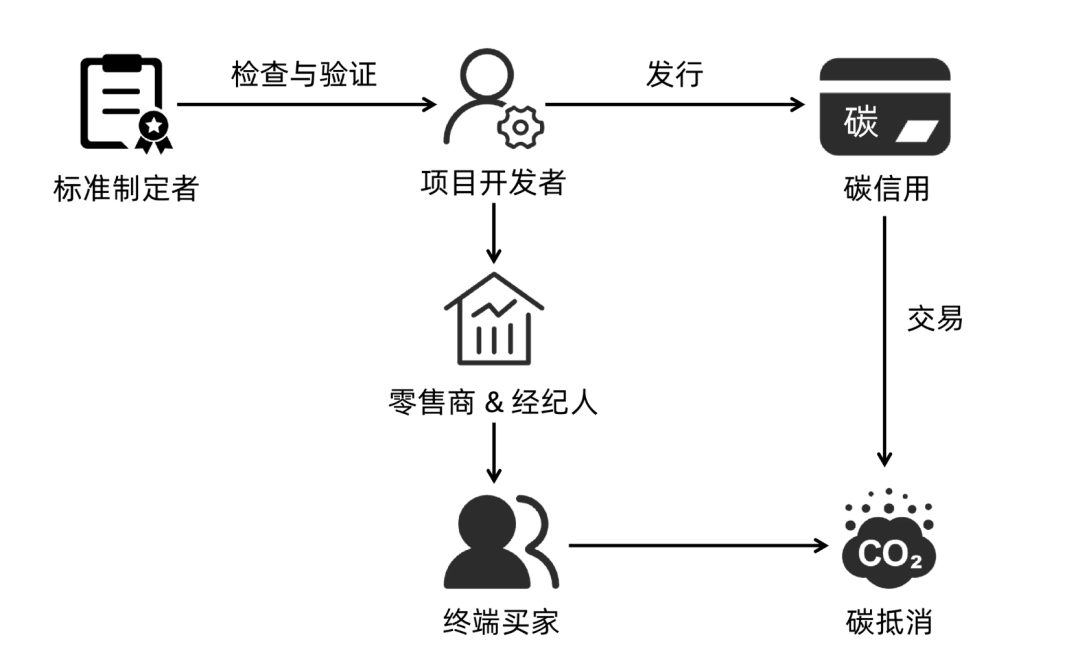 检查与验证
发行
碳
标准制定者
项目开发者
碳信用
交易
零售商 & 经纪人
CO₂
终端买家
碳抵消